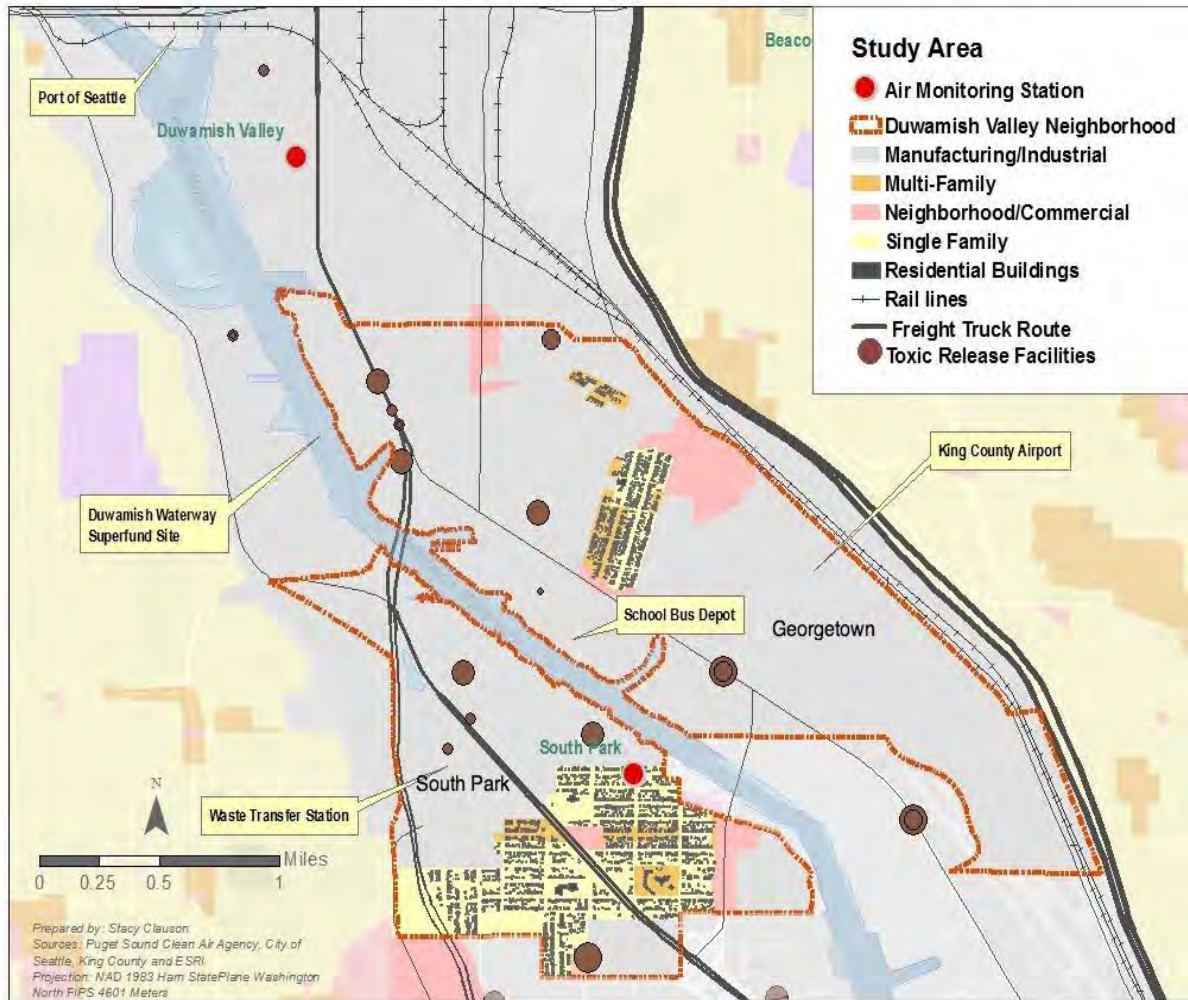 Beaco
Study Area
Air Monitoring Station
Duwamish Valley Neighborhood
Manufacturing/Industrial
Multi-Family
Neighborhood/Commercial
Single Family
Residential Buildings
Rail lines
Freight Truck Route
Toxic Release Facilities
Port of Seattle
Duwamish Valley
King County Airport
Duwamish Waterway
Superfund Site
School Bus Depot
Georgetown
South Park
South Park
Waste Transfer Station
N
Miles
0 0.25 0.5 1
Prepared by: Stacy Clauson
Sources: Puget Sound Clean Air Agency, City of
Seattle, King County and ESRI
Projection: NAD 1983 Harn StatePlane Washington
North FIPS 4601 Meters